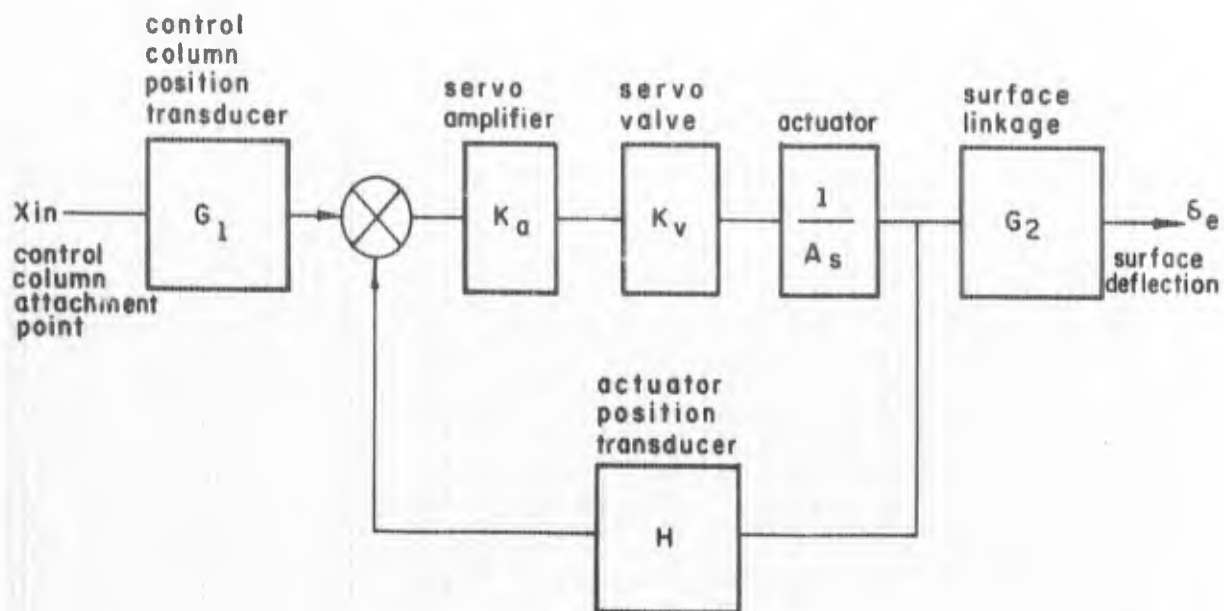 control
column
position
transducer
servo
amplifier
servo
valve
actuator
surface
linkage
Xin
G1
Ka
Kv
1
As
G2
δe
control
column
attachment
point
surface
deflection
actuator
position
transducer
H